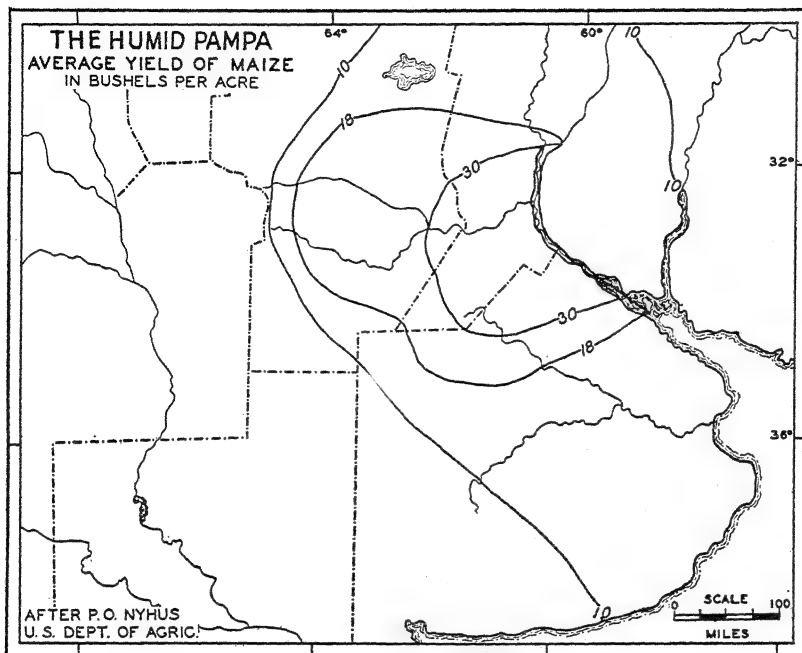 THE HUMID PAMPA
AVERAGE YIELD OF MAIZE
IN BUSHELS PER ACRE
64°
60°
10
10
18
32°
30
10
30
18
36°
10
AFTER P.O. NYHUS
U.S. DEPT. OF AGRIC.
SCALE
0 100
MILES